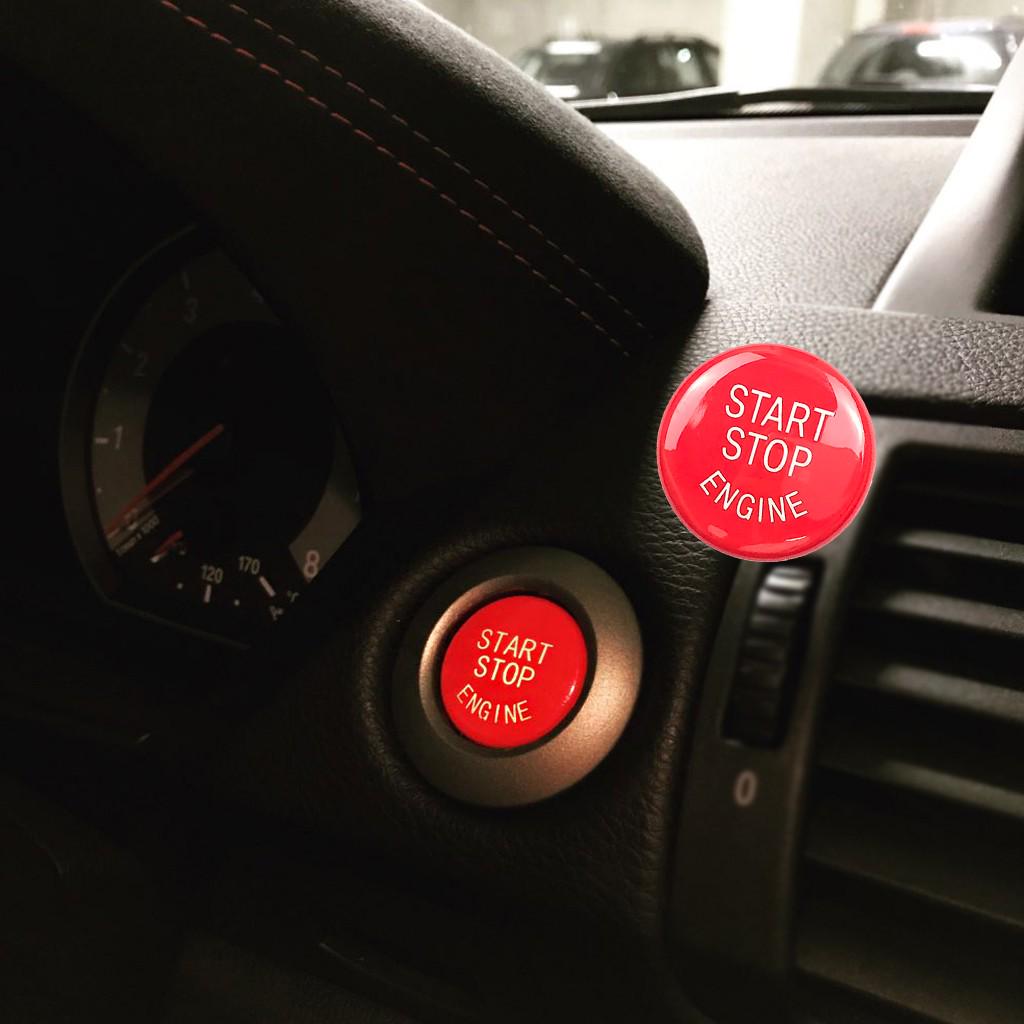 START
STOP
ENGINE
3
2
1
120 170
8
START
STOP
ENGINE
0